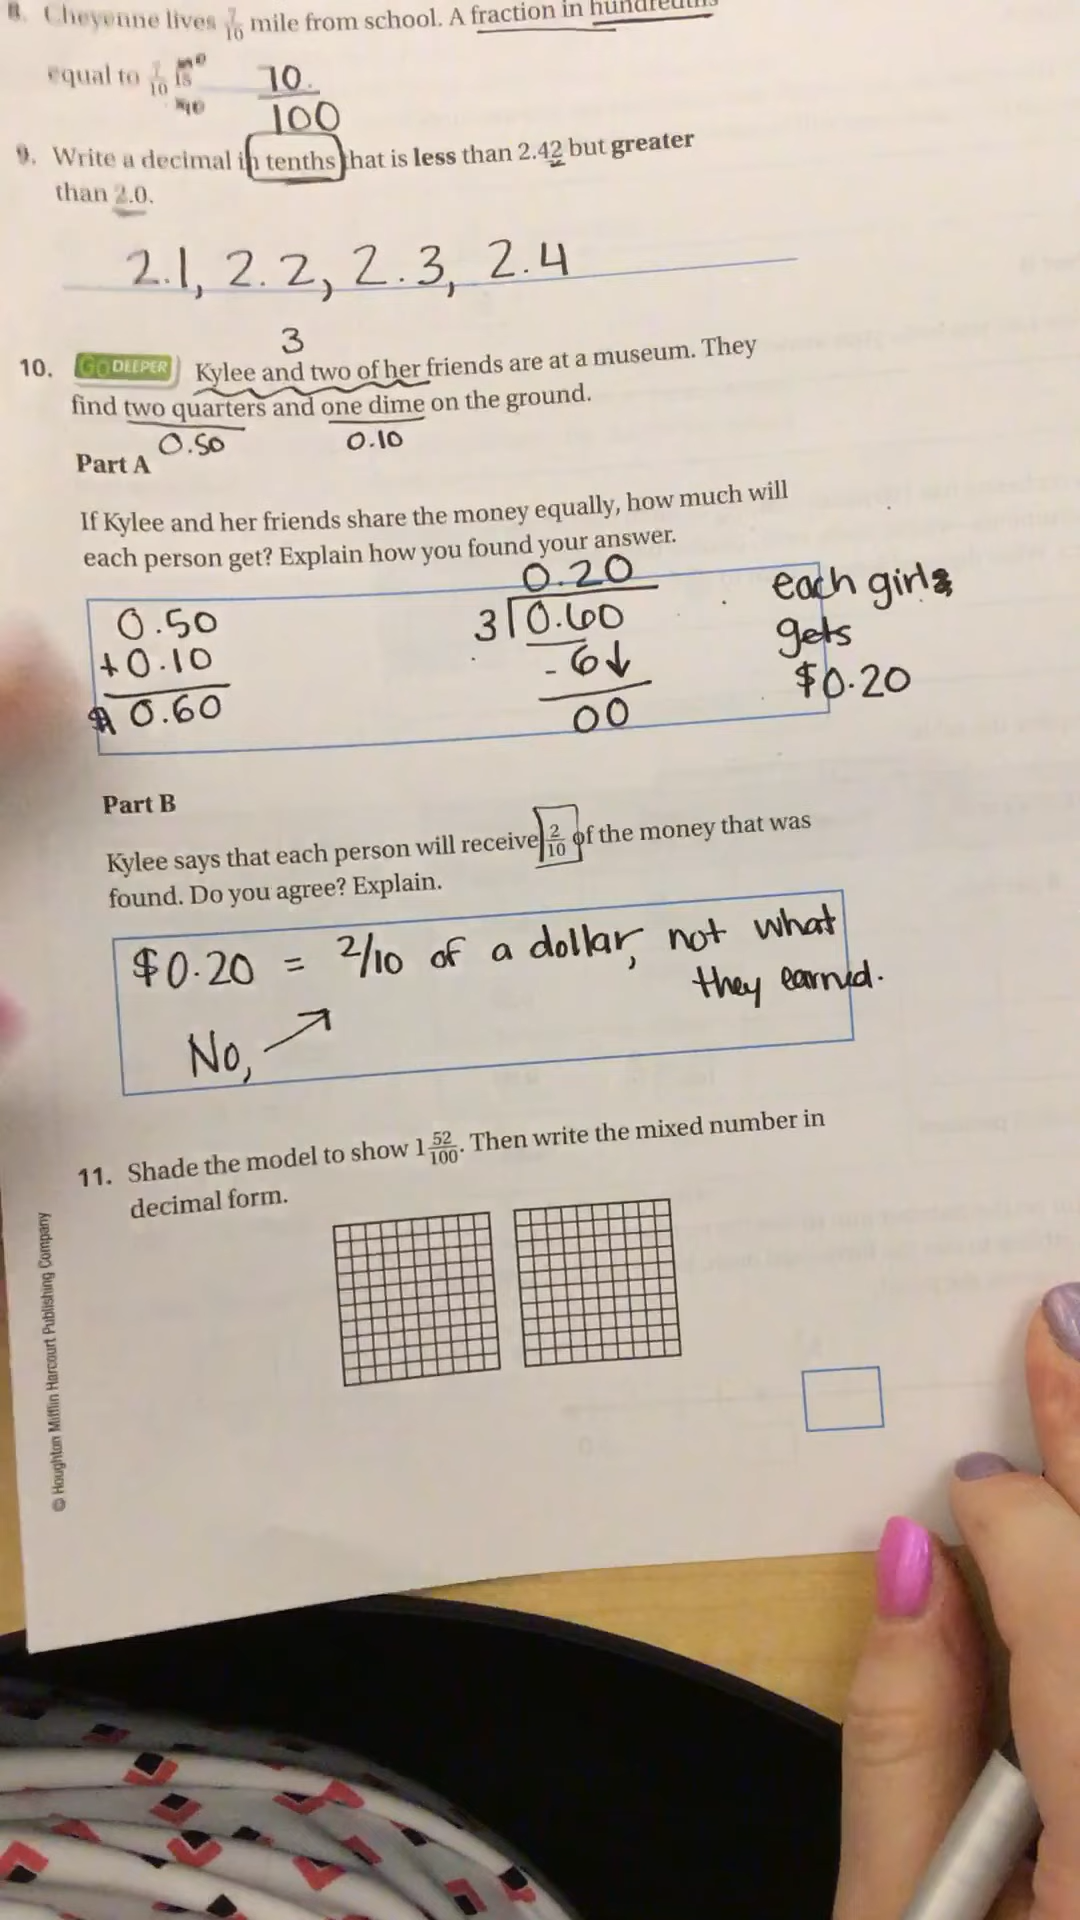 8. Cheyenne lives 7/10 mile from school. A fraction in hundredths
equal to 7/10 is 70/100
9. Write a decimal in tenths that is less than 2.42 but greater
than 2.0.
2.1, 2.2, 2.3, 2.4
3
10. GO DEEPER Kylee and two of her friends are at a museum. They
find two quarters and one dime on the ground.
0.50 0.10
Part A
If Kylee and her friends share the money equally, how much will
each person get? Explain how you found your answer.
0.50
+0.10
$0.60
0.20
3 0.60
-6↓
00
each girl
gets
$0.20
Part B
Kylee says that each person will receive 2/10 of the money that was
found. Do you agree? Explain.
$0.20 = 2/10 of a dollar, not what
they earned.
No, →
11. Shade the model to show 1 52/100. Then write the mixed number in
decimal form.
© Houghton Mifflin Harcourt Publishing Company